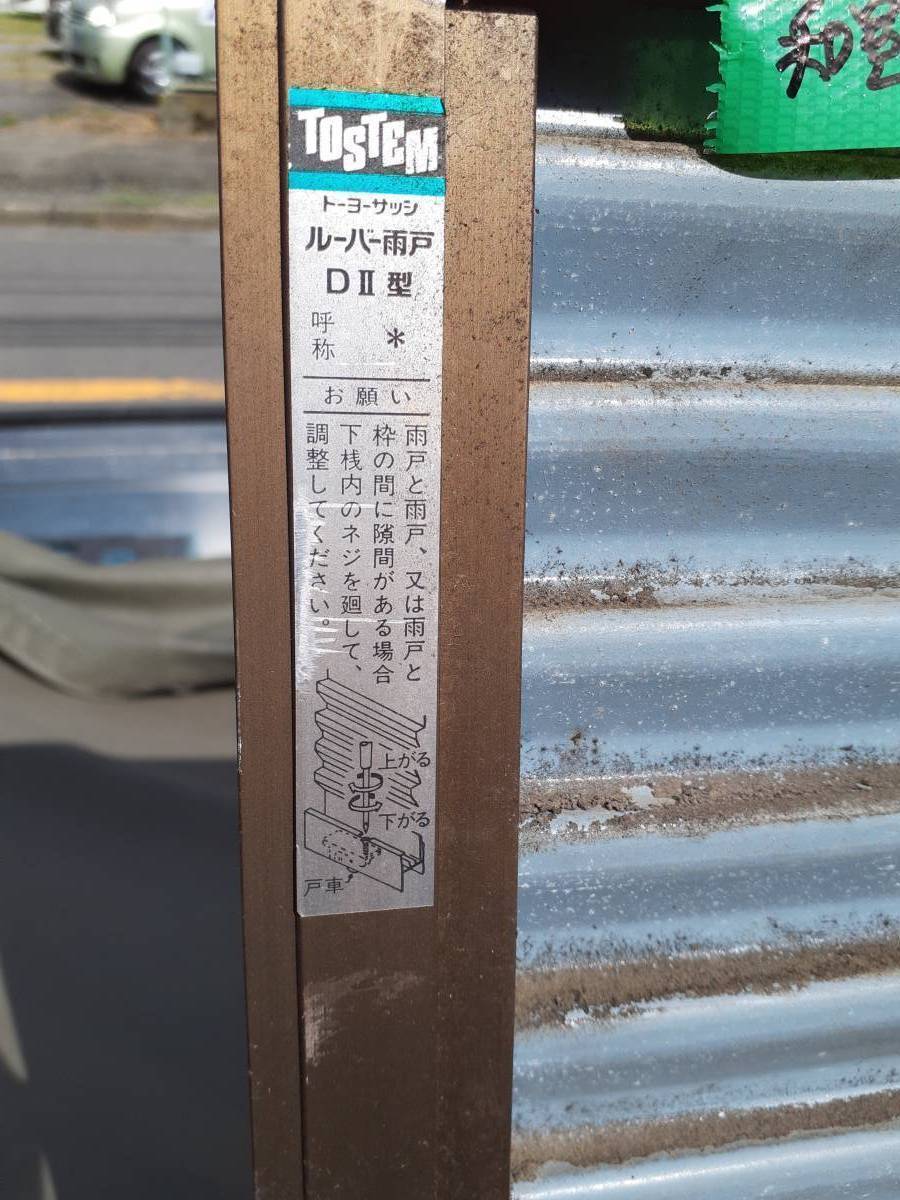 TOSTEM
トーヨーサッシ
ルーバー雨戸
DⅡ型
呼称 *
お願い
雨戸と雨戸、又は雨戸と
枠の間に隙間がある場合
下桟内のネジを廻して、
調整してください。
上がる
下がる
戸車